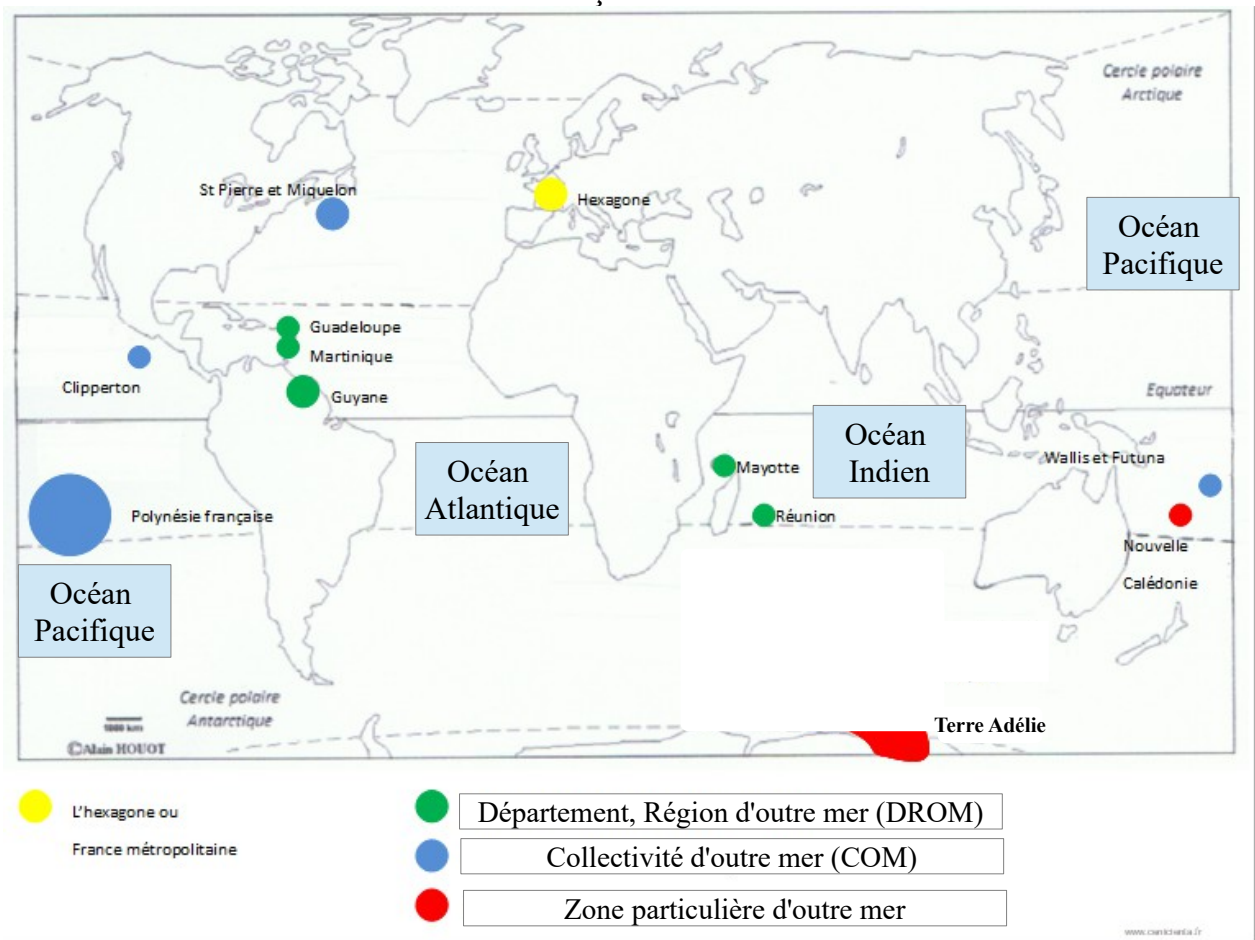 Cercle polaire
Arctique
St Pierre et Miquelon
Hexagone
Océan
Pacifique
Guadeloupe
Martinique
Clipperton
Guyane
Equateur
Océan
Indien
Océan
Atlantique
Mayotte
Wallis et Futuna
Polynésie française
Réunion
Nouvelle
Calédonie
Océan
Pacifique
Cercle polaire
Antarctique
1000 km
©Alain HOUOT
Terre Adélie
L'hexagone ou
France métropolitaine
Département, Région d'outre mer (DROM)
Collectivité d'outre mer (COM)
Zone particulière d'outre mer